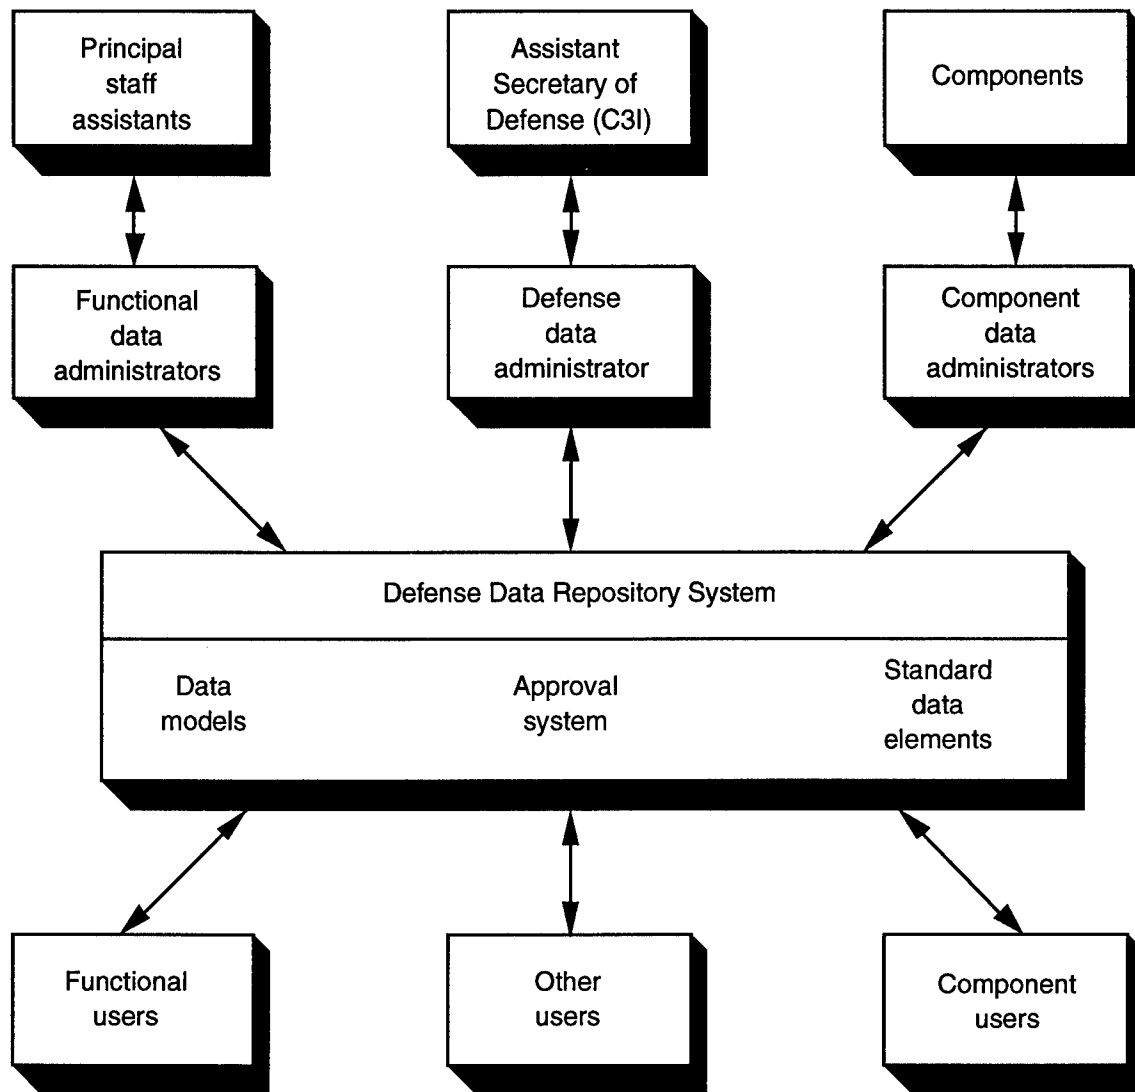 Principal
staff
assistants
Assistant
Secretary of
Defense (C3I)
Components
Functional
data
administrators
Defense
data
administrator
Component
data
administrators
Defense Data Repository System
Data
models
Approval
system
Standard
data
elements
Functional
users
Other
users
Component
users